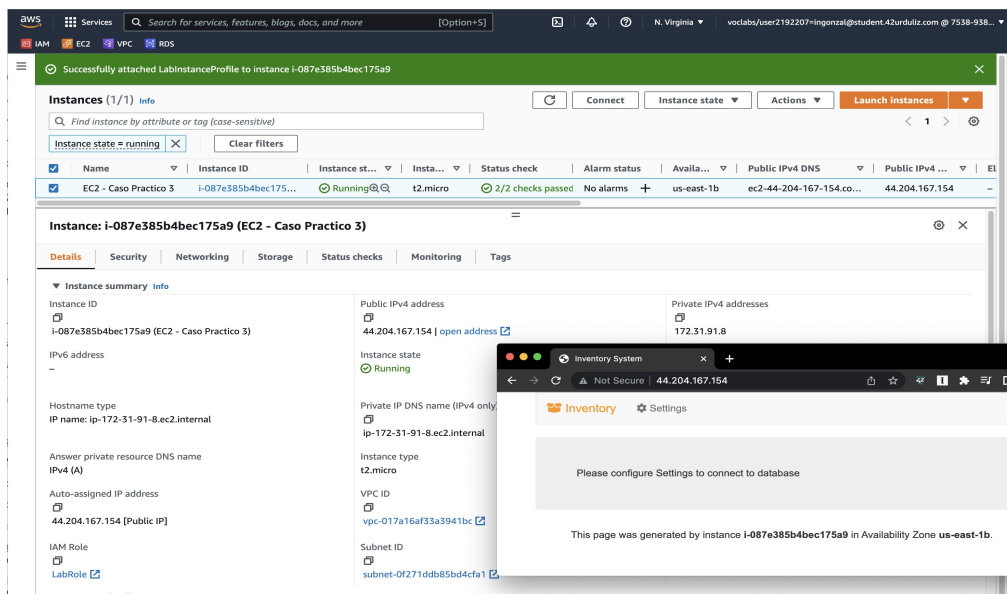 aws Services Search for services, features, blogs, docs, and more [Option+S] N. Virginia ▼ voclabs/user2192207=ingonzal@student.42urduliz.com @ 7538-938... ▼
IAM EC2 VPC RDS
Successfully attached LabInstanceProfile to instance i-087e385b4bec175a9
Instances (1/1) Info
Connect Instance state ▼ Actions ▼ Launch instances ▼
Find instance by attribute or tag (case-sensitive)
< 1 >
Instance state = running Clear filters
Name Instance ID Instance st... Insta... Status check Alarm status Availa... Public IPv4 DNS Public IPv4 ... El
EC2 - Caso Practico 3 i-087e385b4bec175... Running t2.micro 2/2 checks passed No alarms + us-east-1b ec2-44-204-167-154.co... 44.204.167.154 –
Instance: i-087e385b4bec175a9 (EC2 - Caso Practico 3)
Details Security Networking Storage Status checks Monitoring Tags
▼ Instance summary Info
Instance ID
i-087e385b4bec175a9 (EC2 - Caso Practico 3)
Public IPv4 address
44.204.167.154 | open address
Private IPv4 addresses
172.31.91.8
IPv6 address
–
Instance state
Running
Hostname type
IP name: ip-172-31-91-8.ec2.internal
Private IP DNS name (IPv4 only)
ip-172-31-91-8.ec2.internal
Answer private resource DNS name
IPv4 (A)
Instance type
t2.micro
Auto-assigned IP address
44.204.167.154 [Public IP]
VPC ID
vpc-017a16af33a3941bc
IAM Role
LabRole
Subnet ID
subnet-0f271ddb85bd4cfa1
Inventory System
Not Secure | 44.204.167.154
Inventory Settings
Please configure Settings to connect to database
This page was generated by instance i-087e385b4bec175a9 in Availability Zone us-east-1b.